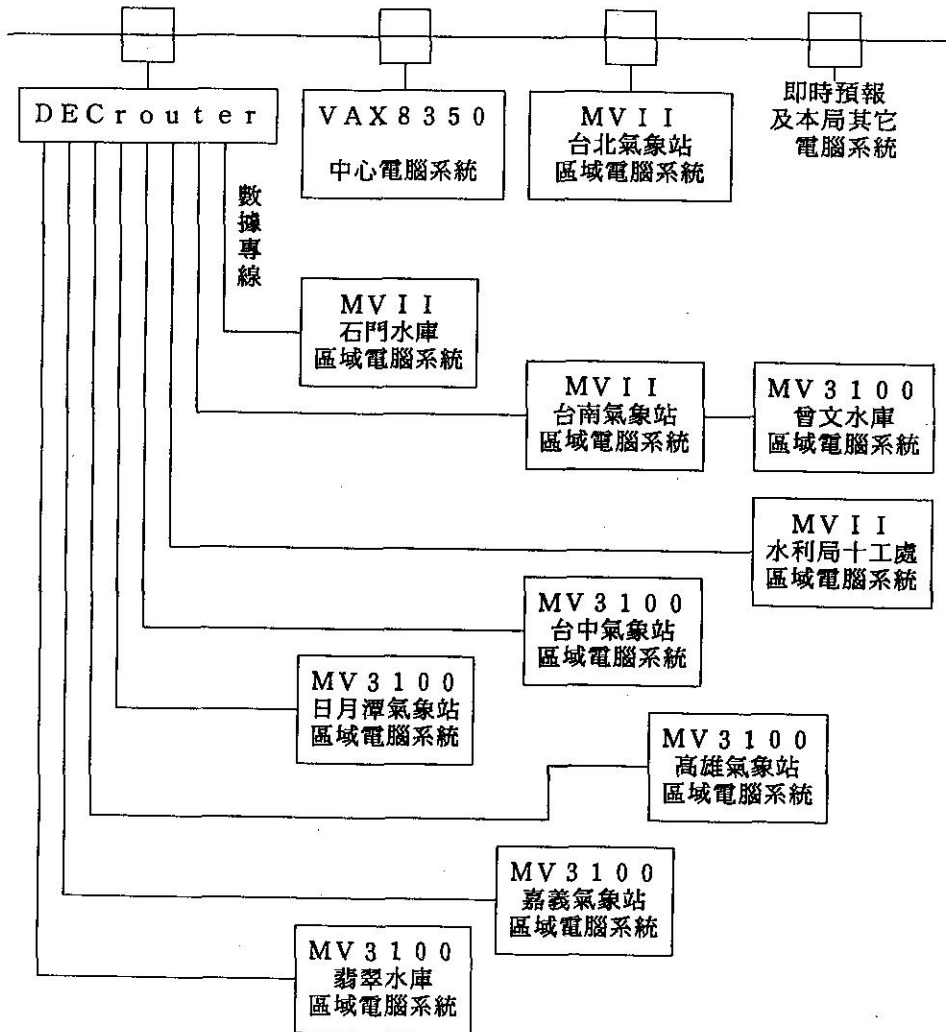 DECrouter
VAX8350
中心電腦系統
MVII
台北氣象站
區域電腦系統
即時預報
及本局其它
電腦系統
數據專線
MVII
石門水庫
區域電腦系統
MVII
台南氣象站
區域電腦系統
MV3100
曾文水庫
區域電腦系統
MVII
水利局十工處
區域電腦系統
MV3100
台中氣象站
區域電腦系統
MV3100
日月潭氣象站
區域電腦系統
MV3100
高雄氣象站
區域電腦系統
MV3100
嘉義氣象站
區域電腦系統
MV3100
翡翠水庫
區域電腦系統